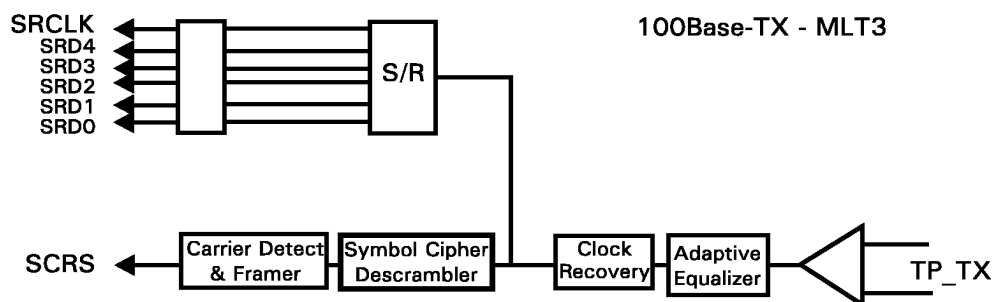 SRCLK
SRD4
SRD3
SRD2
SRD1
SRD0
S/R
100Base-TX - MLT3
SCRS
Carrier Detect
& Framer
Symbol Cipher
Descrambler
Clock
Recovery
Adaptive
Equalizer
TP_TX